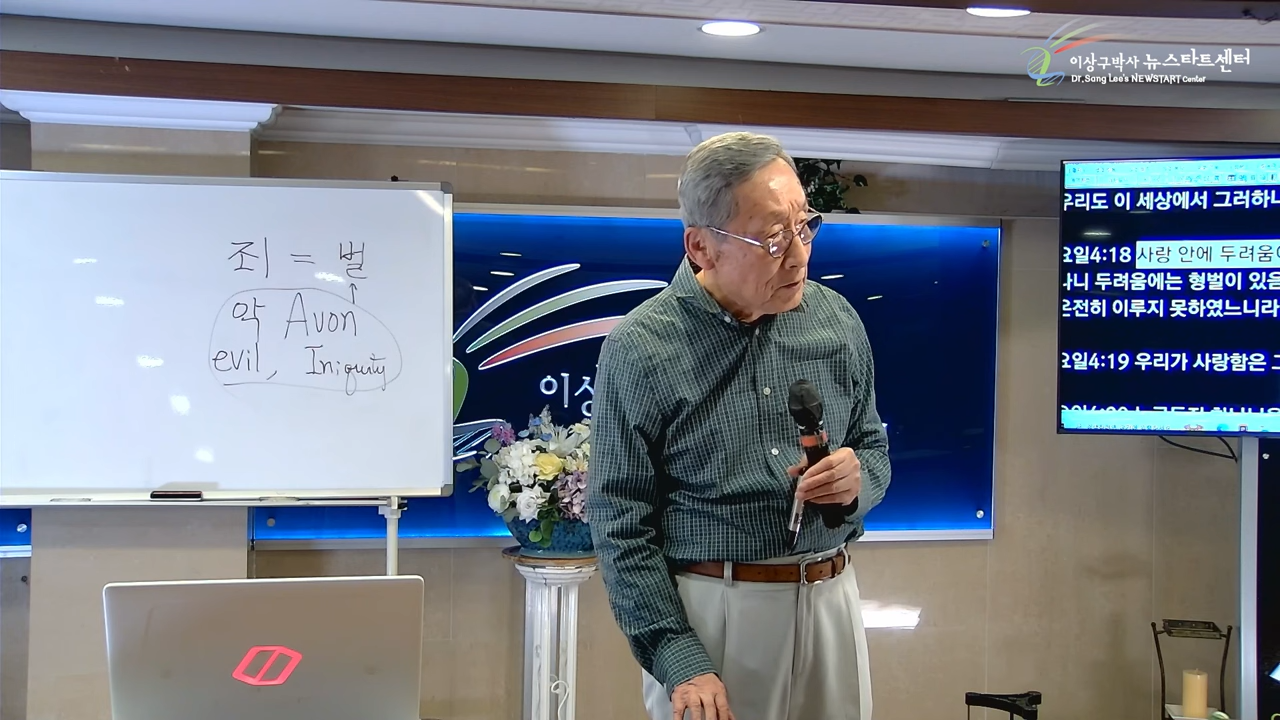 이상구박사 뉴스타트센터
Dr. Sang Lee's NEWSTART Center
죄 = 벌
악 Avon
evil, Iniquity
이상
우리도 이 세상에서 그러하니
요일4:18 사랑 안에 두려움이
나니 두려움에는 형벌이 있음
온전히 이루지 못하였느니라
요일4:19 우리가 사랑함은 그